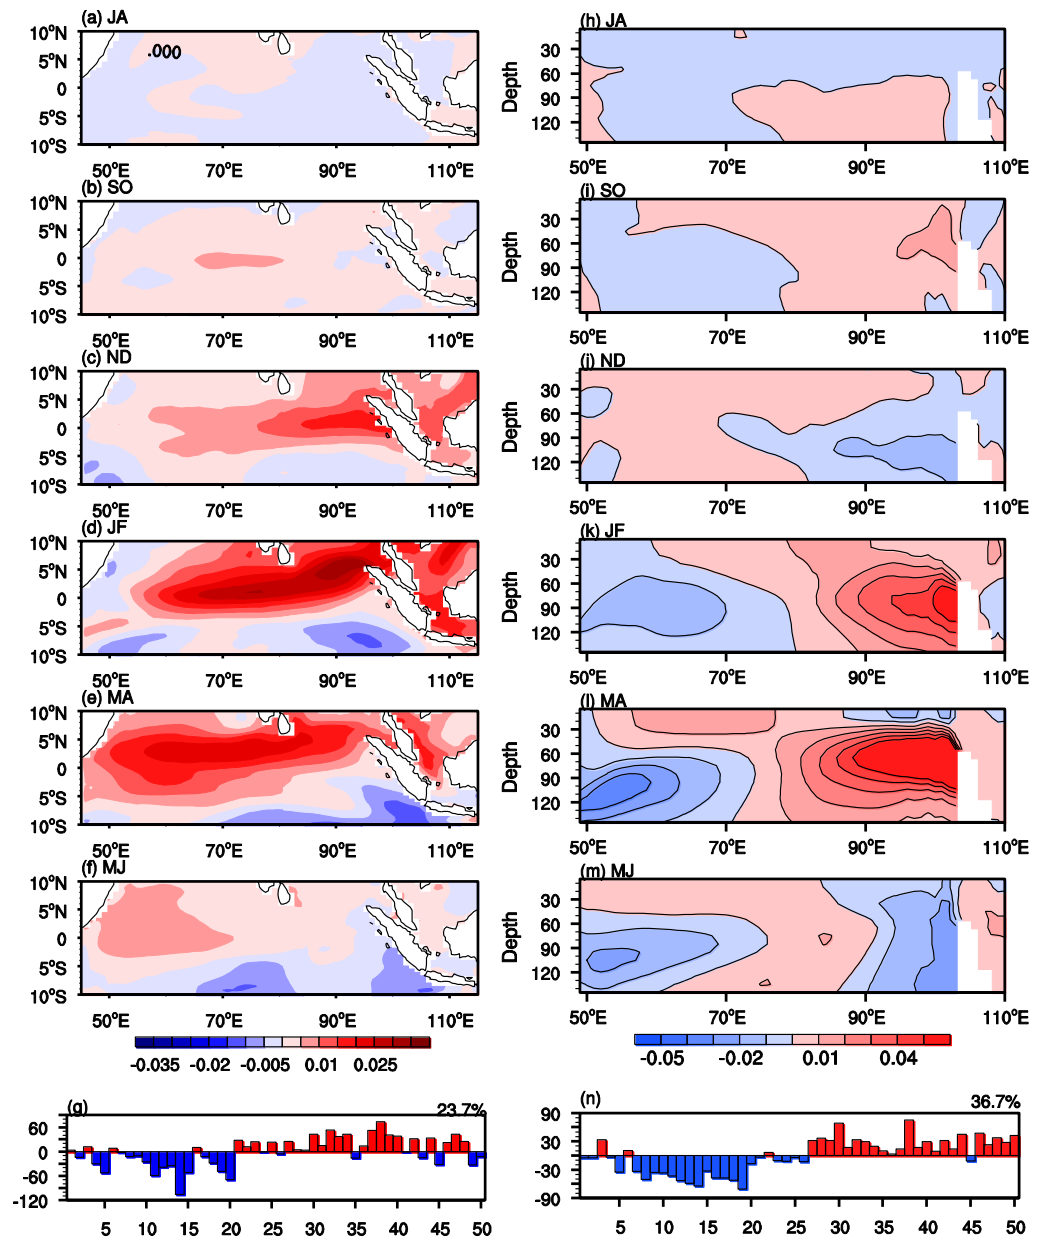 (a) JA
10°N
5°N
0
5°S
10°S
.000
50°E 70°E 90°E 110°E
(b) SO
10°N
5°N
0
5°S
10°S
50°E 70°E 90°E 110°E
(c) ND
10°N
5°N
0
5°S
10°S
50°E 70°E 90°E 110°E
(d) JF
10°N
5°N
0
5°S
10°S
50°E 70°E 90°E 110°E
(e) MA
10°N
5°N
0
5°S
10°S
50°E 70°E 90°E 110°E
(f) MJ
10°N
5°N
0
5°S
10°S
50°E 70°E 90°E 110°E
-0.035 -0.02 -0.005 0.01 0.025
(g)
23.7%
60
0
-60
-120
5 10 15 20 25 30 35 40 45 50
(h) JA
Depth
30
60
90
120
50°E 70°E 90°E 110°E
(i) SO
Depth
30
60
90
120
50°E 70°E 90°E 110°E
(j) ND
Depth
30
60
90
120
50°E 70°E 90°E 110°E
(k) JF
Depth
30
60
90
120
50°E 70°E 90°E 110°E
(l) MA
Depth
30
60
90
120
50°E 70°E 90°E 110°E
(m) MJ
Depth
30
60
90
120
50°E 70°E 90°E 110°E
-0.05 -0.02 0.01 0.04
(n)
36.7%
90
30
-30
-90
5 10 15 20 25 30 35 40 45 50